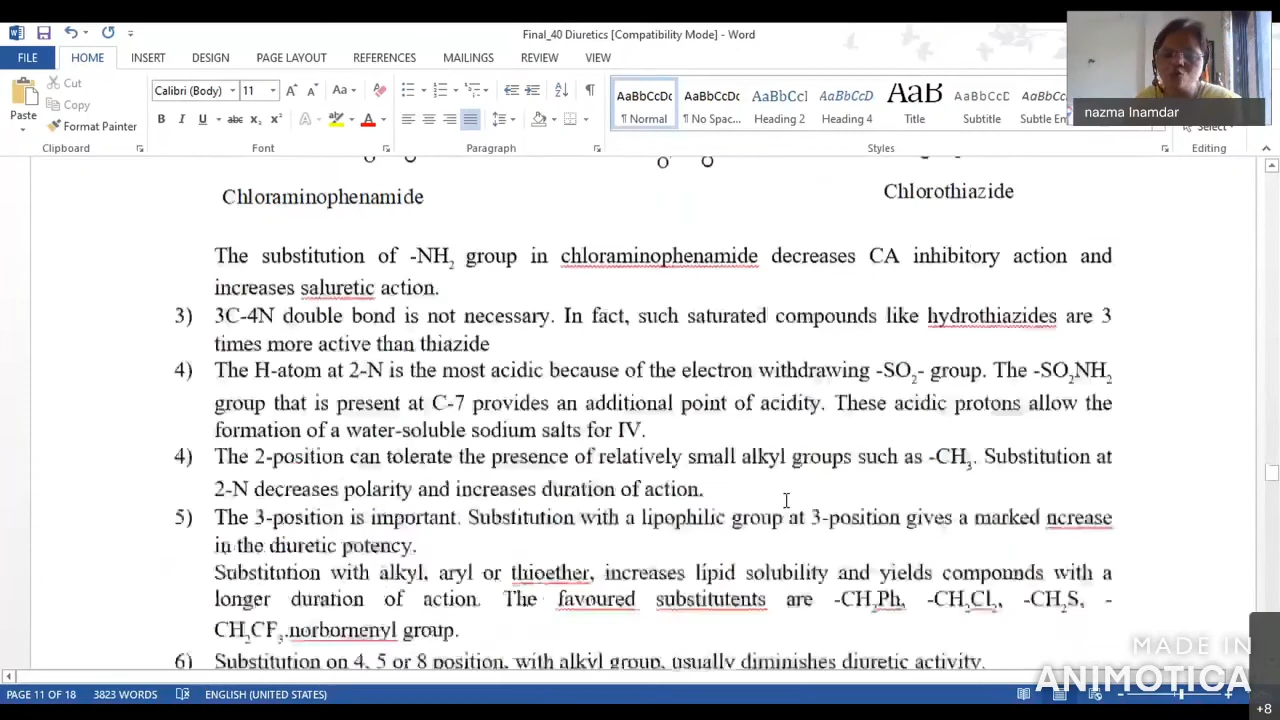 Final_40 Diuretics [Compatibility Mode] - Word
FILE HOME INSERT DESIGN PAGE LAYOUT REFERENCES MAILINGS REVIEW VIEW
nazma Inamdar
Paste
Cut
Copy
Format Painter
Calibri (Body) 11
AaBbCcDc AaBbCcDc AaBbCcI AaBbCcDc AaB AaBbCcD AaBbCcDc
¶ Normal ¶ No Spac... Heading 2 Heading 4 Title Subtitle Subtle Em
Select
Clipboard Font Paragraph Styles Editing
Chloraminophenamide Chlorothiazide
The substitution of -NH₂ group in chloraminophenamide decreases CA inhibitory action and
increases saluretic action.
3) 3C-4N double bond is not necessary. In fact, such saturated compounds like hydrothiazides are 3
times more active than thiazide
4) The H-atom at 2-N is the most acidic because of the electron withdrawing -SO₂- group. The -SO₂NH₂
group that is present at C-7 provides an additional point of acidity. These acidic protons allow the
formation of a water-soluble sodium salts for IV.
4) The 2-position can tolerate the presence of relatively small alkyl groups such as -CH₃. Substitution at
2-N decreases polarity and increases duration of action.
5) The 3-position is important. Substitution with a lipophilic group at 3-position gives a marked ncrease
in the diuretic potency.
Substitution with alkyl, aryl or thioether, increases lipid solubility and yields compounds with a
longer duration of action. The favoured substitutents are -CH₂Ph, -CH₂Cl₂, -CH₂S, -
CH₂CF₃.norbornenyl group.
6) Substitution on 4, 5 or 8 position, with alkyl group, usually diminishes diuretic activity.
MADE IN
ANIMOTICA
PAGE 11 OF 18 3823 WORDS ENGLISH (UNITED STATES)
+8